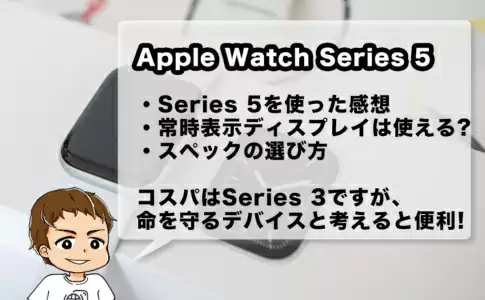 Apple Watch Series 5
・Series 5を使った感想
・常時表示ディスプレイは使える?
・スペックの選び方
コスパはSeries 3ですが、
命を守るデバイスと考えると便利!